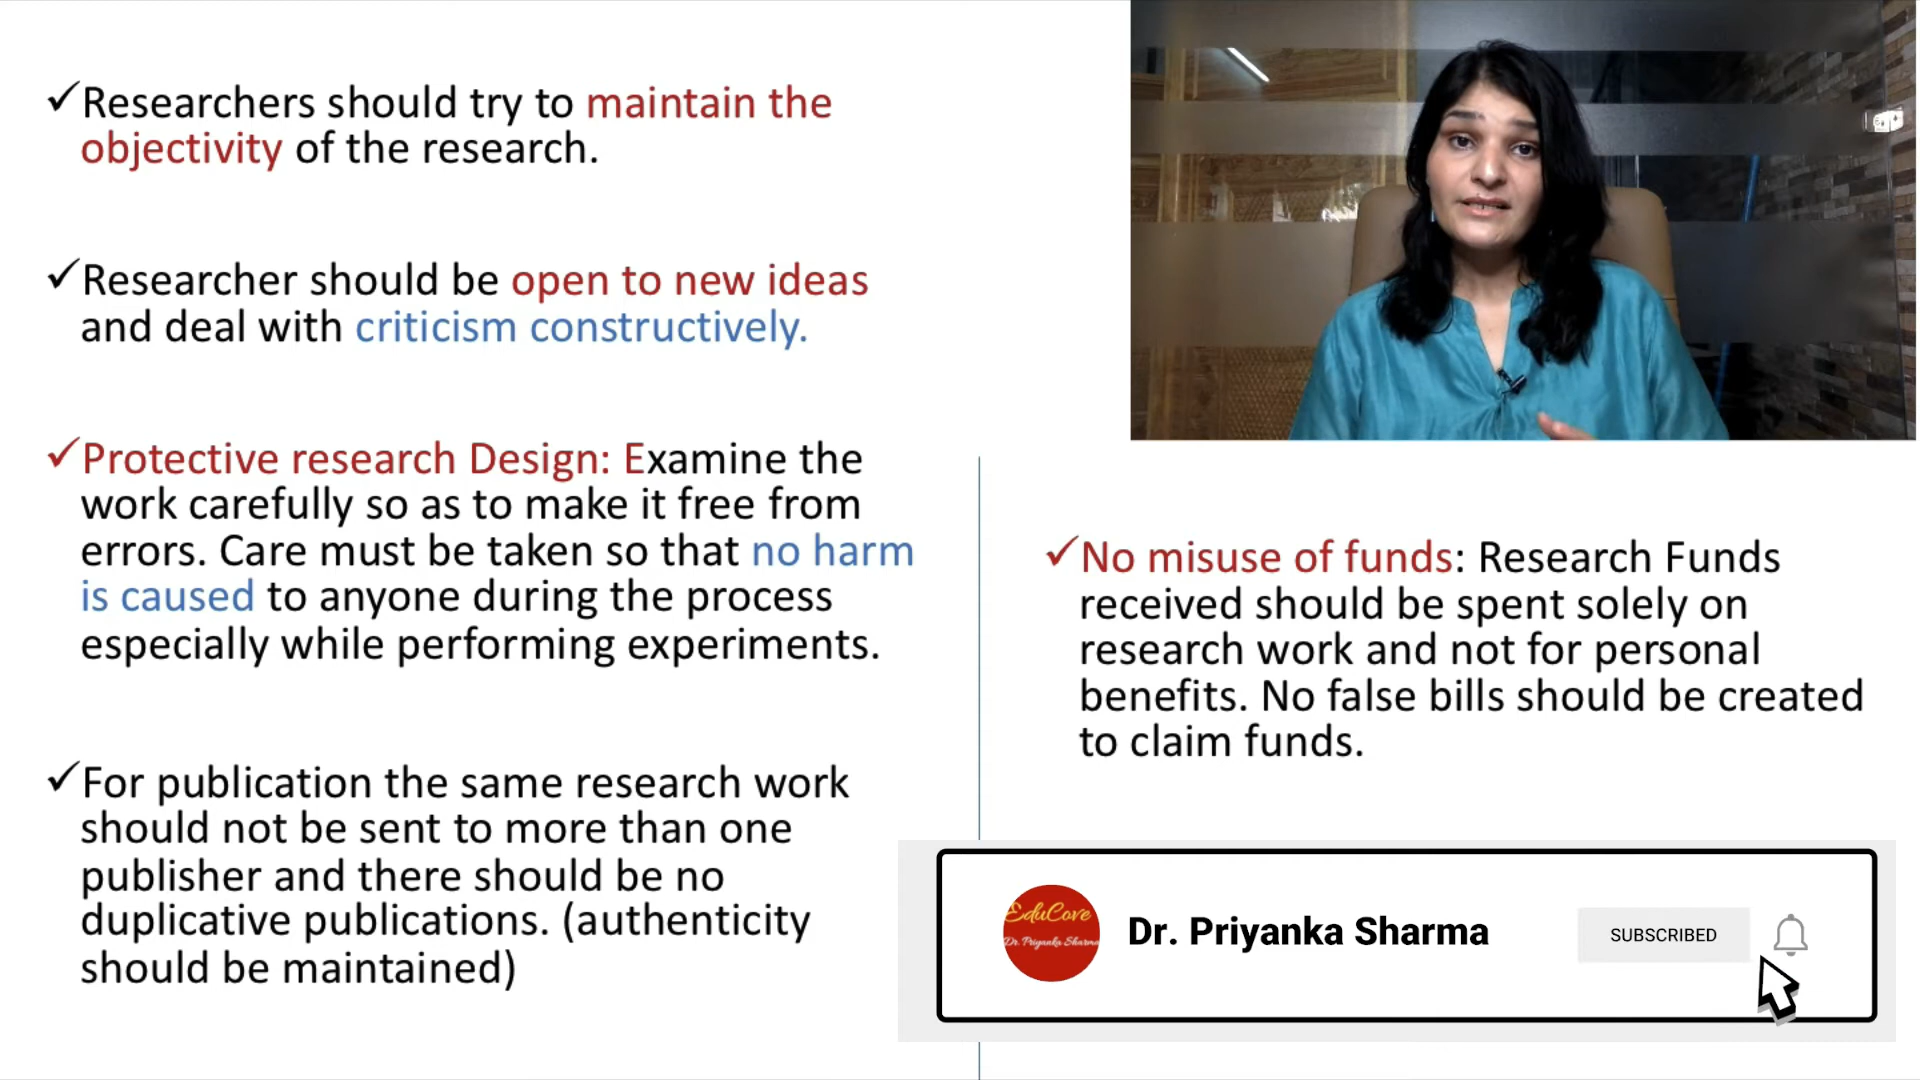 ✓Researchers should try to maintain the
objectivity of the research.
✓Researcher should be open to new ideas
and deal with criticism constructively.
✓Protective research Design: Examine the
work carefully so as to make it free from
errors. Care must be taken so that no harm
is caused to anyone during the process
especially while performing experiments.
✓For publication the same research work
should not be sent to more than one
publisher and there should be no
duplicative publications. (authenticity
should be maintained)
✓No misuse of funds: Research Funds
received should be spent solely on
research work and not for personal
benefits. No false bills should be created
to claim funds.
EduCove
Dr. Priyanka Sharma
Dr. Priyanka Sharma
SUBSCRIBED